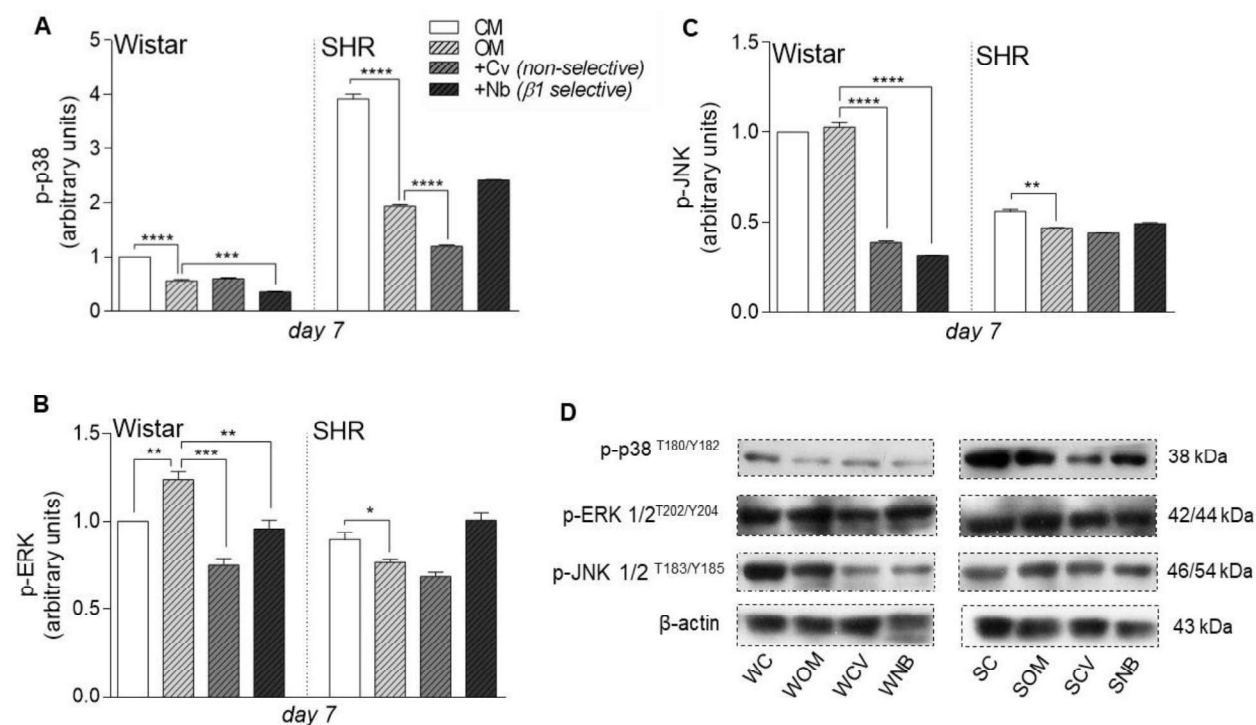 A
Wistar
SHR
CM
OM
+Cv (non-selective)
+Nb (β1 selective)
5
4
3
2
1
0
p-p38
(arbitrary units)
****
***
****
****
day 7
C
Wistar
SHR
1.5
1.0
0.5
0.0
p-JNK
(arbitrary units)
****
****
**
day 7
B
Wistar
SHR
1.5
1.0
0.5
0.0
p-ERK
(arbitrary units)
**
***
**
*
day 7
D
p-p38 T180/Y182
38 kDa
p-ERK 1/2 T202/Y204
42/44 kDa
p-JNK 1/2 T183/Y185
46/54 kDa
β-actin
43 kDa
WC WOM WCV WNB SC SOM SCV SNB